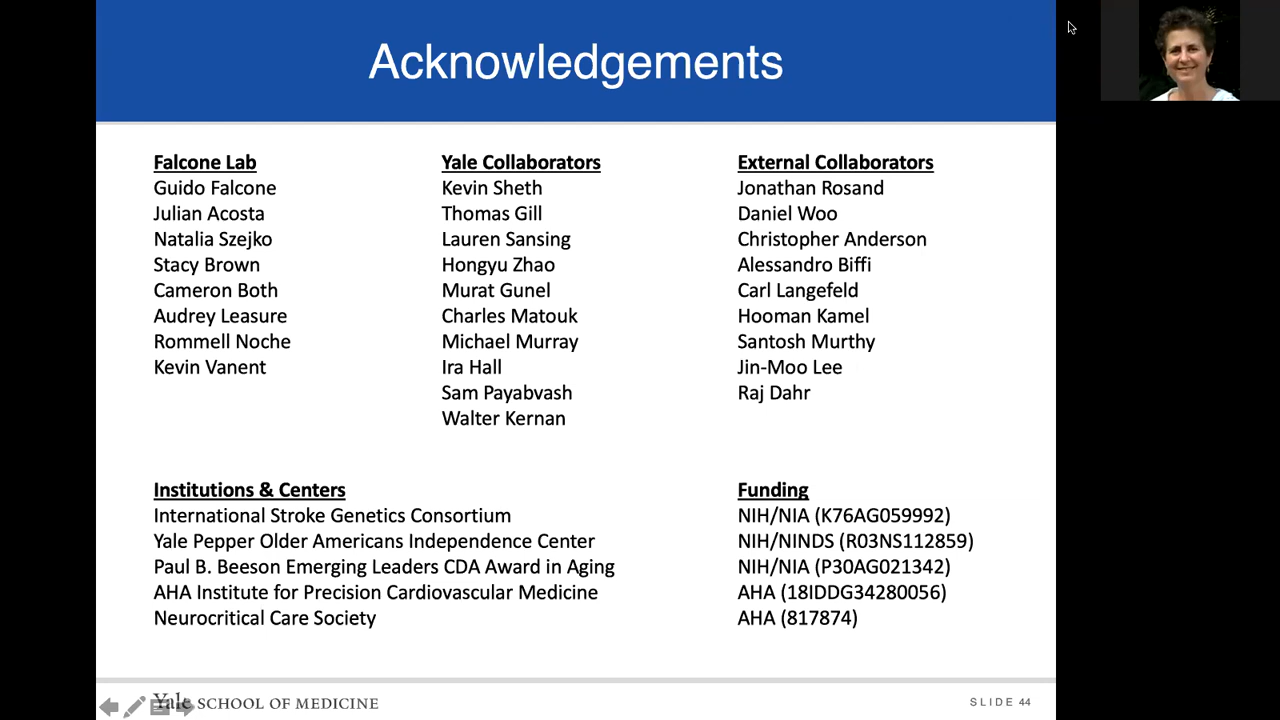 Acknowledgements
Falcone Lab
Guido Falcone
Julian Acosta
Natalia Szejko
Stacy Brown
Cameron Both
Audrey Leasure
Rommell Noche
Kevin Vanent
Yale Collaborators
Kevin Sheth
Thomas Gill
Lauren Sansing
Hongyu Zhao
Murat Gunel
Charles Matouk
Michael Murray
Ira Hall
Sam Payabvash
Walter Kernan
External Collaborators
Jonathan Rosand
Daniel Woo
Christopher Anderson
Alessandro Biffi
Carl Langefeld
Hooman Kamel
Santosh Murthy
Jin-Moo Lee
Raj Dahr
Institutions & Centers
International Stroke Genetics Consortium
Yale Pepper Older Americans Independence Center
Paul B. Beeson Emerging Leaders CDA Award in Aging
AHA Institute for Precision Cardiovascular Medicine
Neurocritical Care Society
Funding
NIH/NIA (K76AG059992)
NIH/NINDS (R03NS112859)
NIH/NIA (P30AG021342)
AHA (18IDDG34280056)
AHA (817874)
Yale SCHOOL OF MEDICINE
SLIDE 44